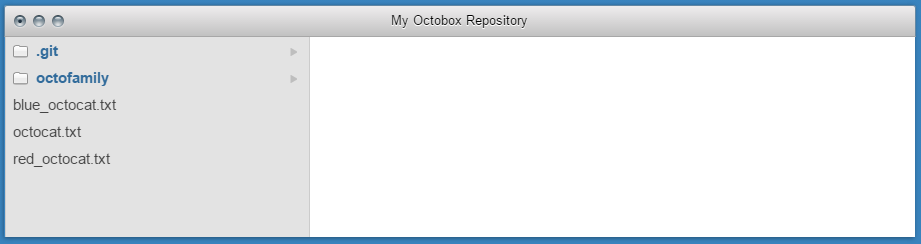 My Octobox Repository
.git
octofamily
blue_octocat.txt
octocat.txt
red_octocat.txt